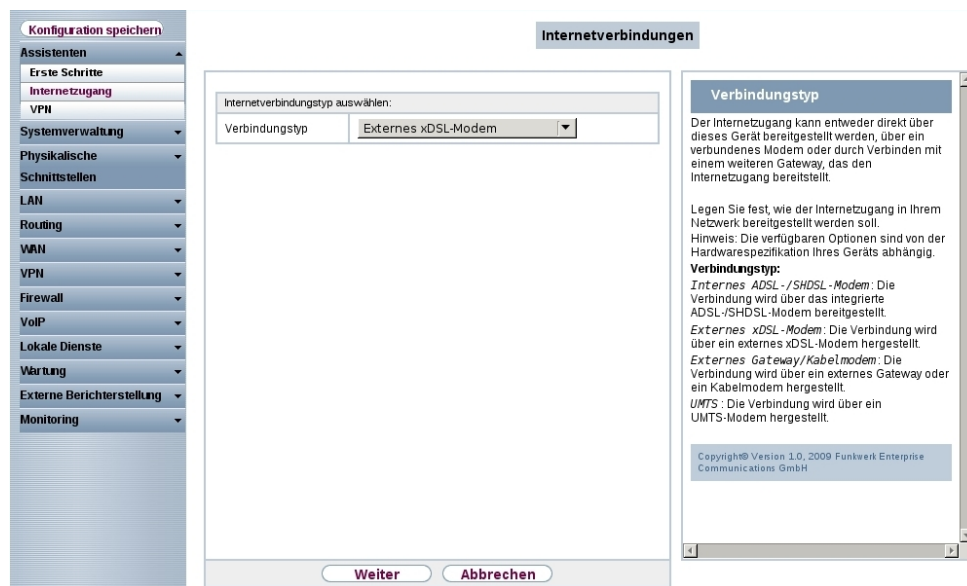 Konfiguration speichern
Assistenten
Erste Schritte
Internetzugang
VPN
Systemverwaltung
Physikalische
Schnittstellen
LAN
Routing
WAN
VPN
Firewall
VoIP
Lokale Dienste
Wartung
Externe Berichterstellung
Monitoring
Internetverbindungen
Internetverbindungstyp auswählen:
Verbindungstyp Externes xDSL-Modem
Weiter Abbrechen
Verbindungstyp
Der Internetzugang kann entweder direkt über
dieses Gerät bereitgestellt werden, über ein
verbundenes Modem oder durch Verbinden mit
einem weiteren Gateway, das den
Internetzugang bereitstellt.
Legen Sie fest, wie der Internetzugang in Ihrem
Netzwerk bereitgestellt werden soll.
Hinweis: Die verfügbaren Optionen sind von der
Hardwarespezifikation Ihres Geräts abhängig.
Verbindungstyp:
Internes ADSL-/SHDSL-Modem: Die
Verbindung wird über das integrierte
ADSL-/SHDSL-Modem bereitgestellt.
Externes xDSL-Modem: Die Verbindung wird
über ein externes xDSL-Modem hergestellt.
Externes Gateway/Kabelmodem: Die
Verbindung wird über ein externes Gateway oder
ein Kabelmodem hergestellt.
UMTS : Die Verbindung wird über ein
UMTS-Modem hergestellt.
Copyright® Version 1.0, 2009 Funkwerk Enterprise
Communications GmbH